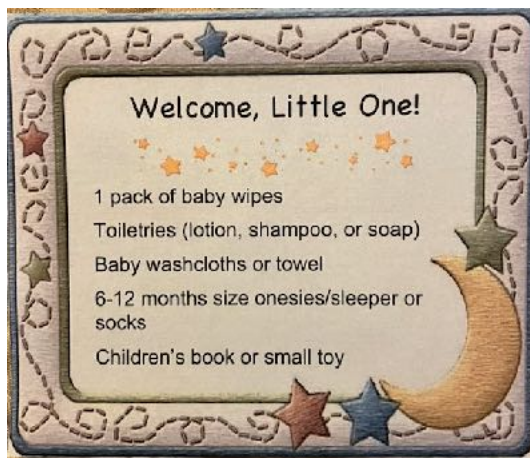 Welcome, Little One!
1 pack of baby wipes
Toiletries (lotion, shampoo, or soap)
Baby washcloths or towel
6-12 months size onesies/sleeper or
socks
Children's book or small toy